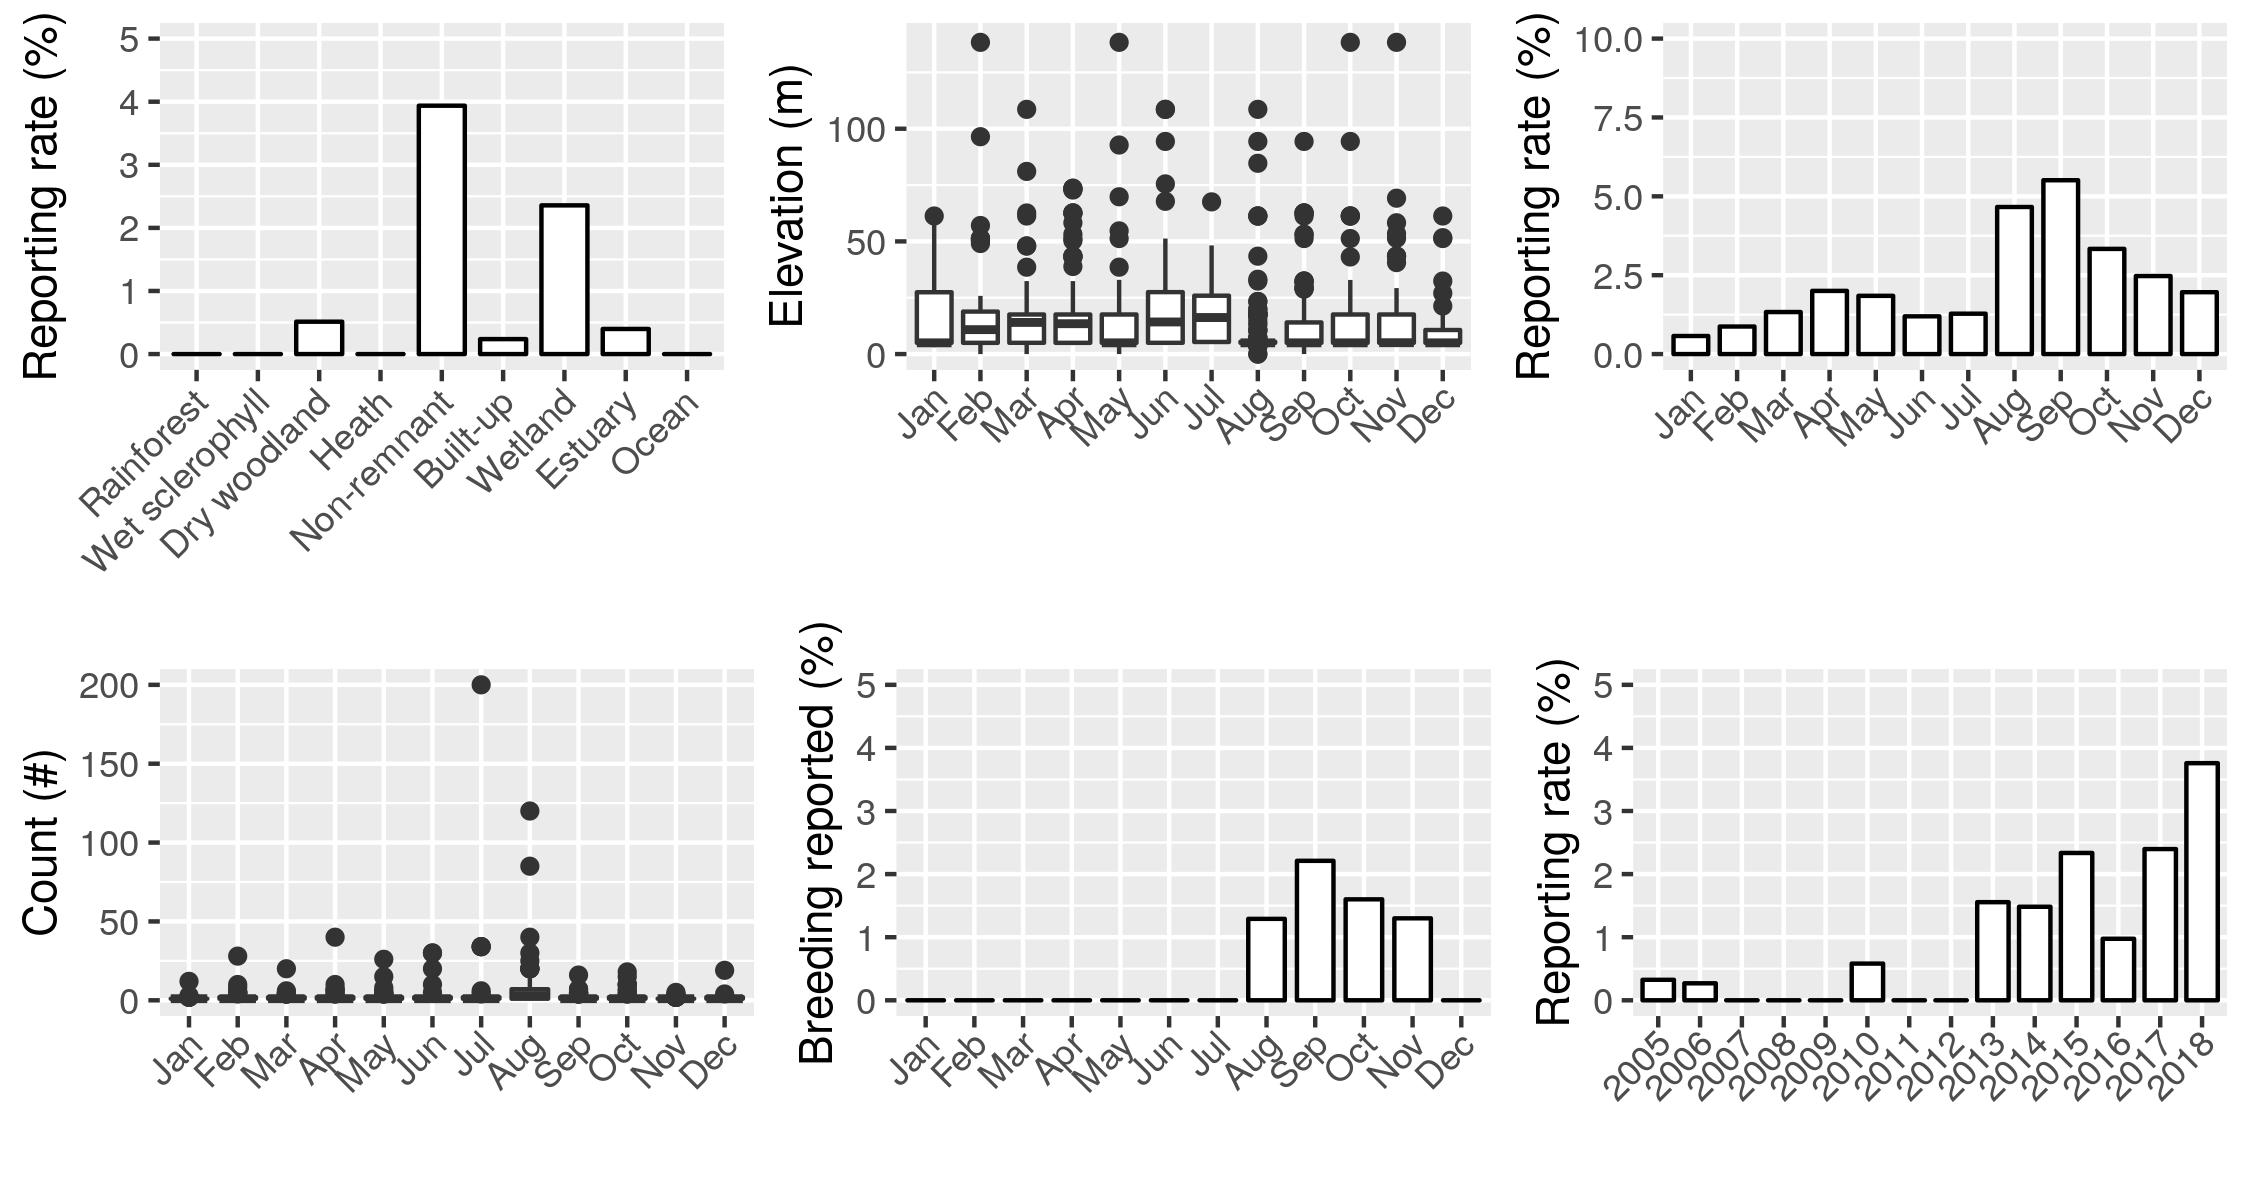 Reporting rate (%)
5
4
3
2
1
0
Rainforest
Wet sclerophyll
Dry woodland
Heath
Non-remnant
Built-up
Wetland
Estuary
Ocean
Elevation (m)
100
50
0
Jan
Feb
Mar
Apr
May
Jun
Jul
Aug
Sep
Oct
Nov
Dec
Reporting rate (%)
10.0
7.5
5.0
2.5
0.0
Jan
Feb
Mar
Apr
May
Jun
Jul
Aug
Sep
Oct
Nov
Dec
Count (#)
200
150
100
50
0
Jan
Feb
Mar
Apr
May
Jun
Jul
Aug
Sep
Oct
Nov
Dec
Breeding reported (%)
5
4
3
2
1
0
Jan
Feb
Mar
Apr
May
Jun
Jul
Aug
Sep
Oct
Nov
Dec
Reporting rate (%)
5
4
3
2
1
0
2005
2006
2007
2008
2009
2010
2011
2012
2013
2014
2015
2016
2017
2018